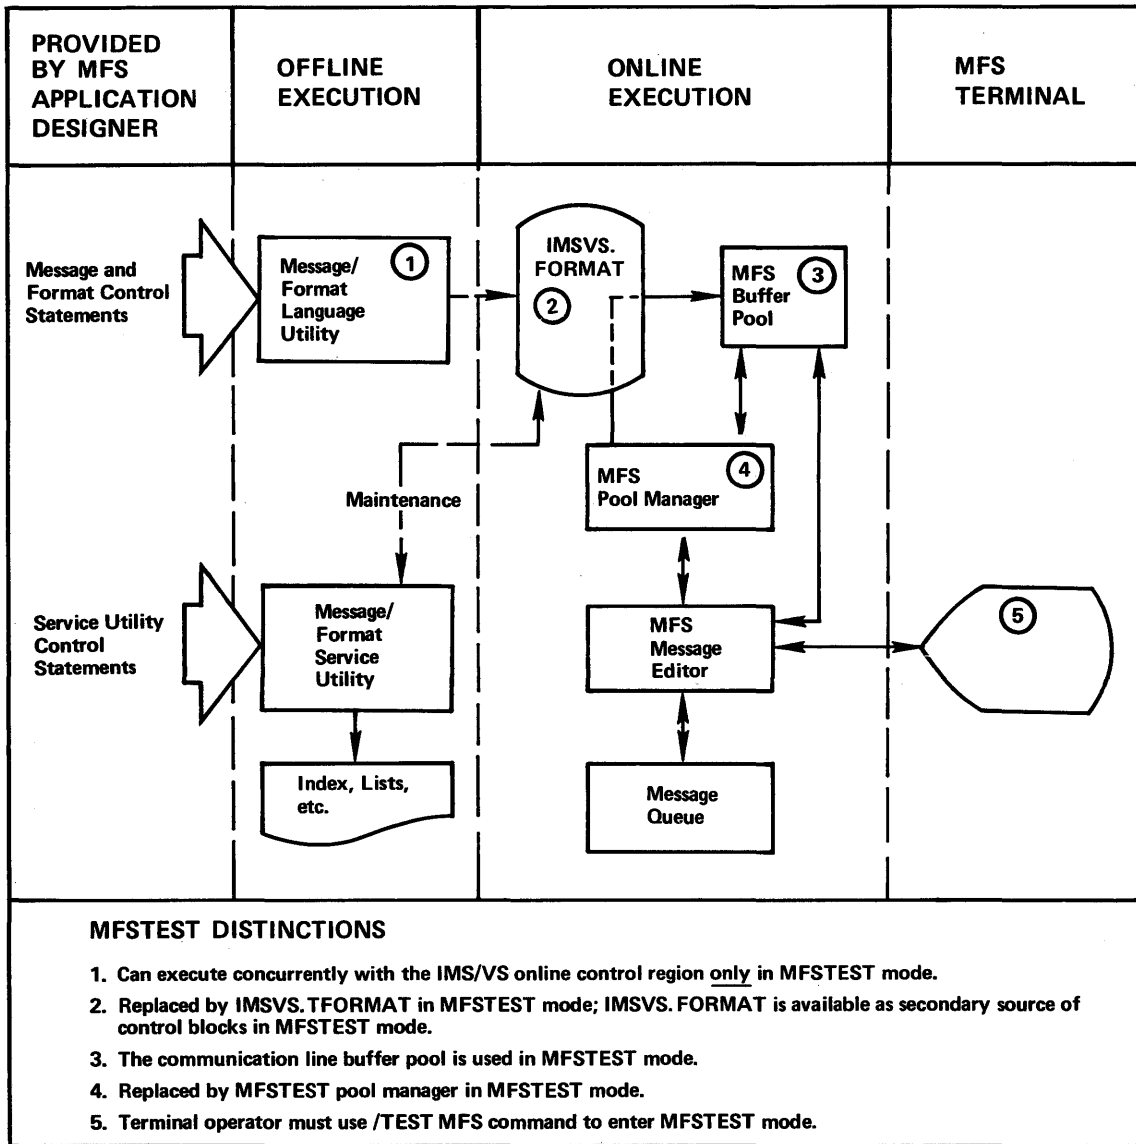 PROVIDED
BY MFS
APPLICATION
DESIGNER
OFFLINE
EXECUTION
ONLINE
EXECUTION
MFS
TERMINAL
Message and
Format Control
Statements
Message/
Format
Language
Utility
1
IMSVS.
FORMAT
2
MFS
Buffer
Pool
3
MFS
Pool Manager
4
Maintenance
Service Utility
Control
Statements
Message/
Format
Service
Utility
MFS
Message
Editor
5
Index, Lists,
etc.
Message
Queue
MFSTEST DISTINCTIONS
1. Can execute concurrently with the IMS/VS online control region only in MFSTEST mode.
2. Replaced by IMSVS.TFORMAT in MFSTEST mode; IMSVS. FORMAT is available as secondary source of
control blocks in MFSTEST mode.
3. The communication line buffer pool is used in MFSTEST mode.
4. Replaced by MFSTEST pool manager in MFSTEST mode.
5. Terminal operator must use /TEST MFS command to enter MFSTEST mode.